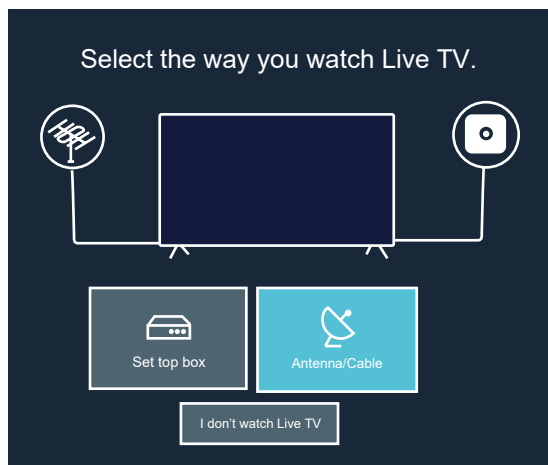 Select the way you watch Live TV.
Set top box
Antenna/Cable
I don't watch Live TV